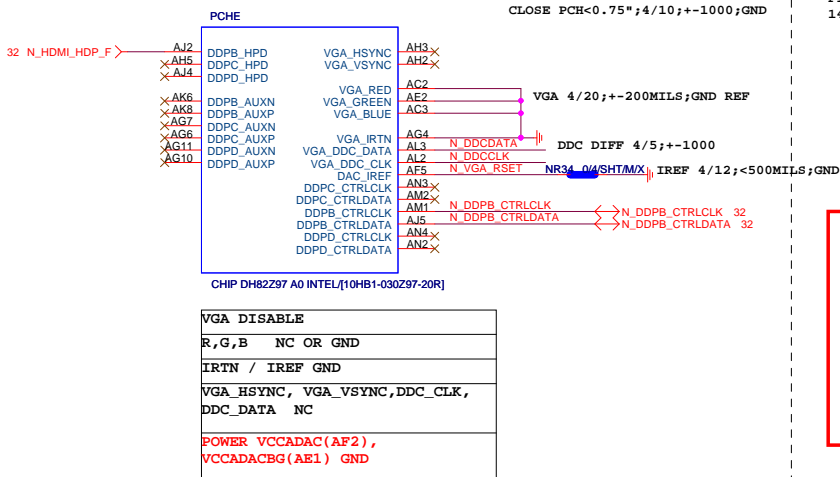 PCHE
CLOSE PCH<0.75";4/10;+-1000;GND
14
32 N_HDMI_HDP_F
AJ2 DDPB_HPD VGA_HSYNC AH3
AH5 DDPC_HPD VGA_VSYNC AH2
AJ4 DDPD_HPD
VGA_RED AC2
AK6 DDPB_AUXN VGA_GREEN AE2 VGA 4/20;+-200MILS;GND REF
AK8 DDPB_AUXP VGA_BLUE AC3
AG7 DDPC_AUXN
AG6 DDPC_AUXP VGA_IRTN AG4
AG11 DDPD_AUXN VGA_DDC_DATA AL3 N_DDCDATA DDC DIFF 4/5;+-1000
AG10 DDPD_AUXP VGA_DDC_CLK AL2 N_DDCCLK
DAC_IREF AF5 N_VGA_RSET NR34 0/4/SHT/M/X IREF 4/12;<500MILS;GND
DDPC_CTRLCLK AN3
DDPC_CTRLDATA AM2
DDPB_CTRLCLK AM1 N_DDPB_CTRLCLK N_DDPB_CTRLCLK 32
DDPB_CTRLDATA AJ5 N_DDPB_CTRLDATA N_DDPB_CTRLDATA 32
DDPD_CTRLCLK AN4
DDPD_CTRLDATA AN2
CHIP DH82Z97 A0 INTEL/[10HB1-030Z97-20R]
VGA DISABLE
R,G,B NC OR GND
IRTN / IREF GND
VGA_HSYNC, VGA_VSYNC,DDC_CLK,
DDC_DATA NC
POWER VCCADAC(AF2),
VCCADACBG(AE1) GND